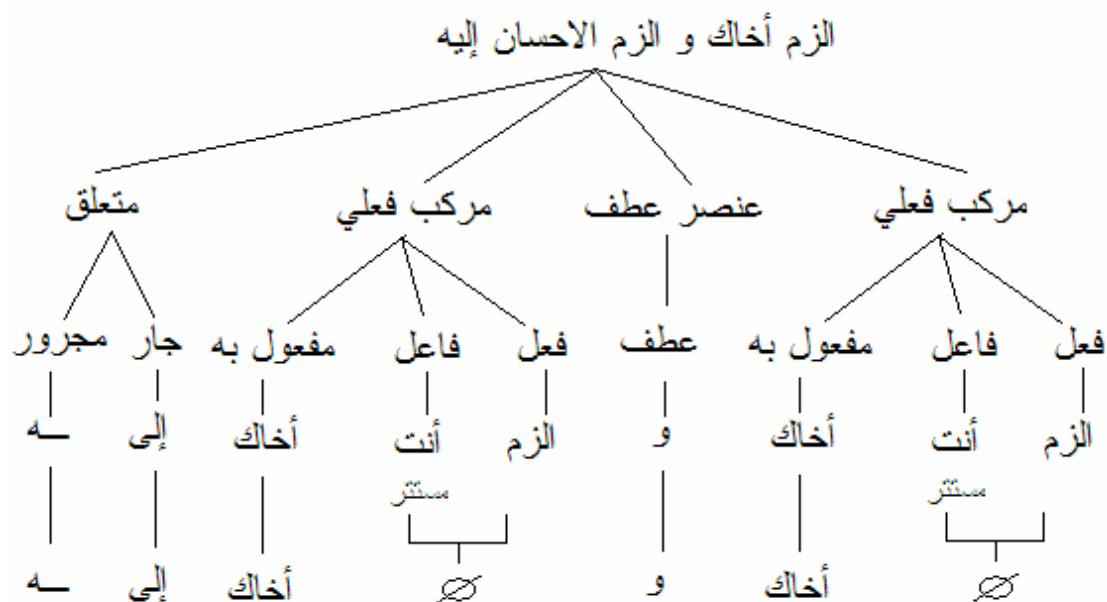 الزم أخاك و الزم الاحسان إليه
مركب فعلي عنصر عطف مركب فعلي متعلق
فعل فاعل مفعول به عطف فعل فاعل مفعول به جار مجرور
الزم أنت أخاك و الزم أنت أخاك إلى ـه
مستتر مستتر
∅ أخاك و ∅ أخاك إلى ـه